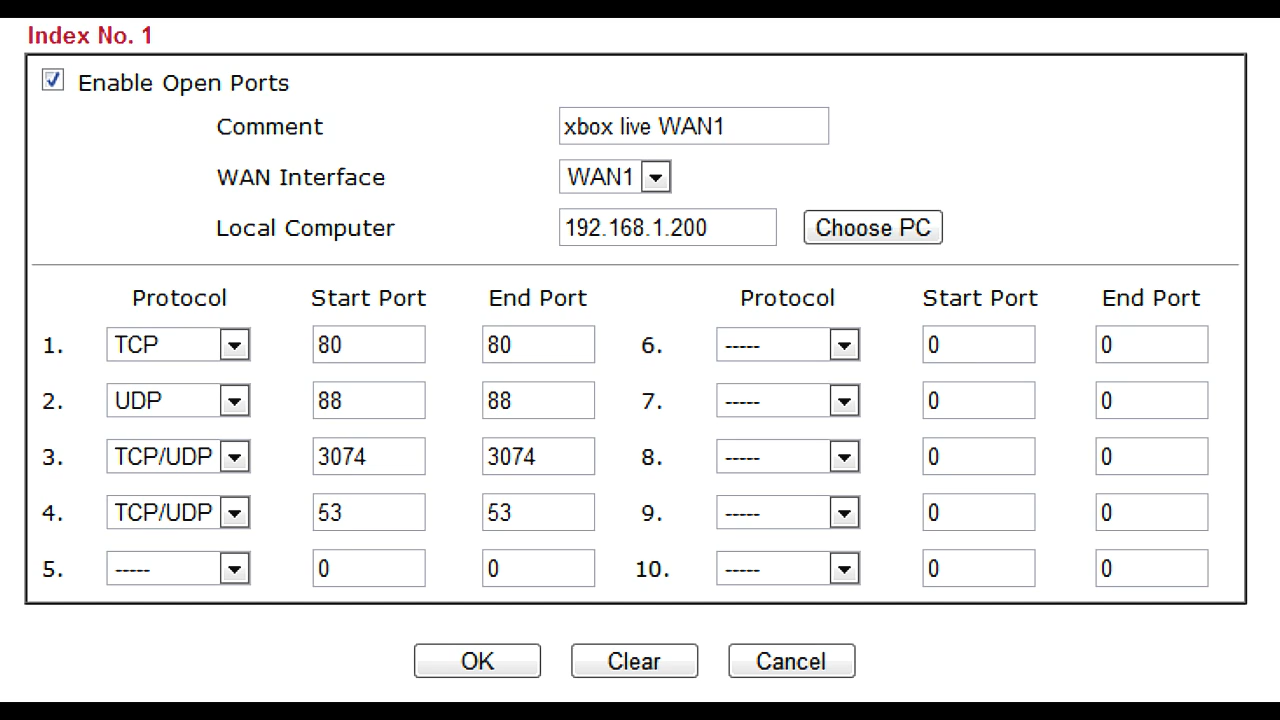 Index No. 1
Enable Open Ports
Comment xbox live WAN1
WAN Interface WAN1
Local Computer 192.168.1.200 Choose PC
Protocol Start Port End Port Protocol Start Port End Port
1. TCP 80 80 6. ----- 0 0
2. UDP 88 88 7. ----- 0 0
3. TCP/UDP 3074 3074 8. ----- 0 0
4. TCP/UDP 53 53 9. ----- 0 0
5. ----- 0 0 10. ----- 0 0
OK Clear Cancel